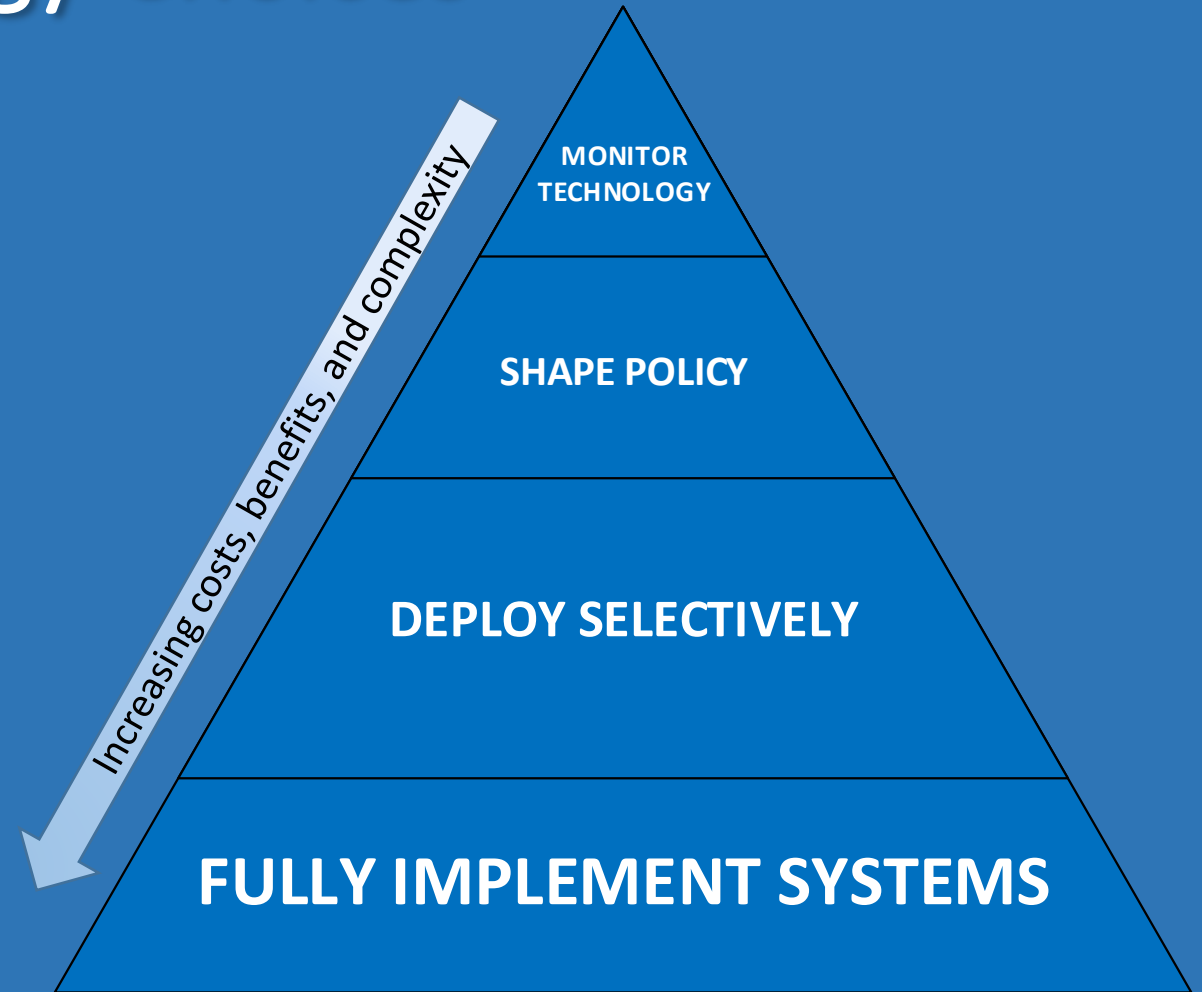 MONITOR
TECHNOLOGY
SHAPE POLICY
DEPLOY SELECTIVELY
FULLY IMPLEMENT SYSTEMS
Increasing costs, benefits, and complexity